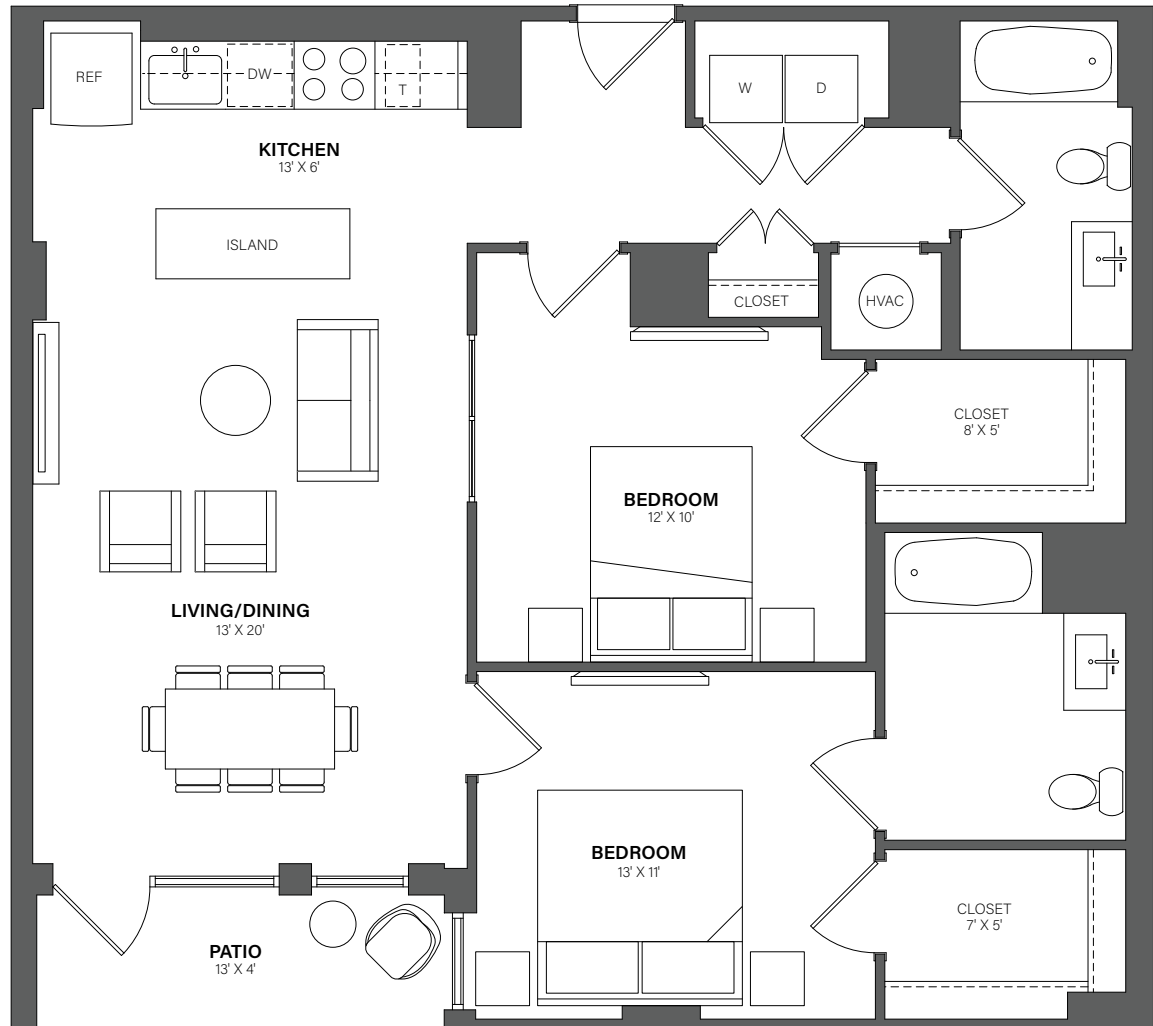 REF
DW
T
W
D
KITCHEN
13' X 6'
ISLAND
CLOSET
HVAC
CLOSET
8' X 5'
BEDROOM
12' X 10'
LIVING/DINING
13' X 20'
BEDROOM
13' X 11'
CLOSET
7' X 5'
PATIO
13' X 4'